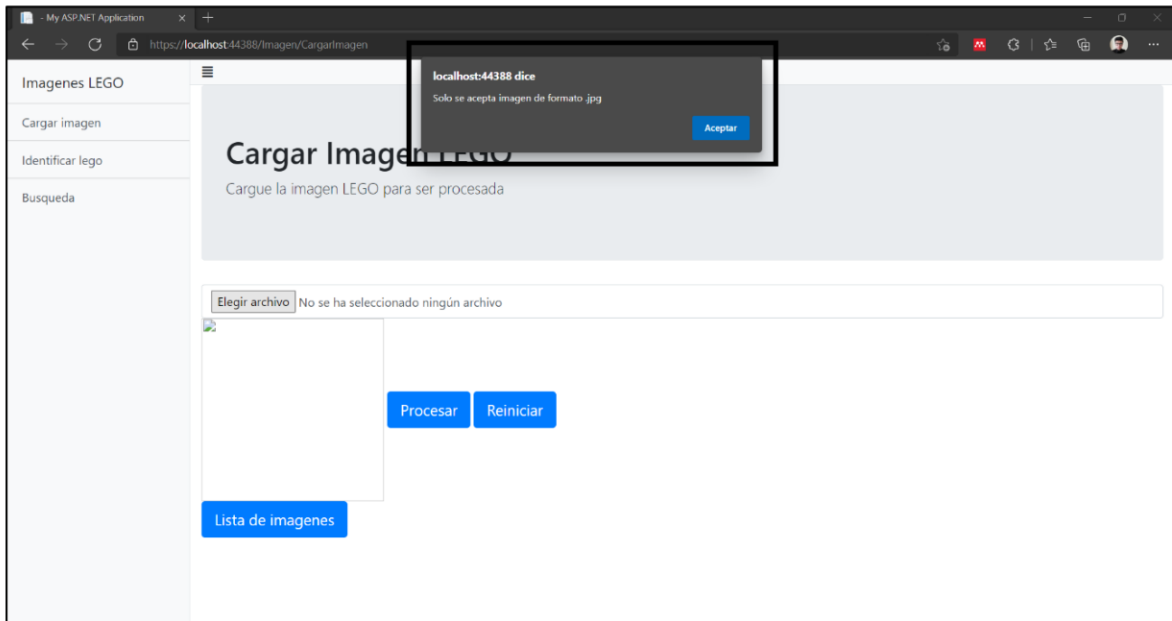 - My ASP.NET Application
https://localhost:44388/Imagen/CargarImagen
Imagenes LEGO
Cargar imagen
Identificar lego
Busqueda
localhost:44388 dice
Solo se acepta imagen de formato .jpg
Aceptar
Cargar Imagen LEGO
Cargue la imagen LEGO para ser procesada
Elegir archivo No se ha seleccionado ningún archivo
Procesar Reiniciar
Lista de imagenes